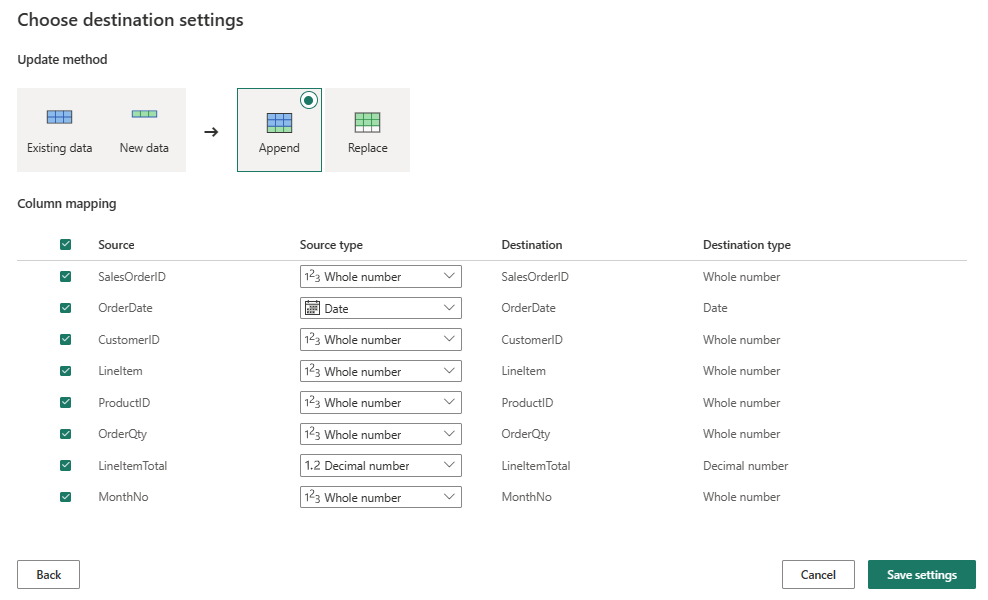 Choose destination settings
Update method
Existing data New data → Append Replace
Column mapping
Source Source type Destination Destination type
SalesOrderID 1²3 Whole number SalesOrderID Whole number
OrderDate Date OrderDate Date
CustomerID 1²3 Whole number CustomerID Whole number
LineItem 1²3 Whole number LineItem Whole number
ProductID 1²3 Whole number ProductID Whole number
OrderQty 1²3 Whole number OrderQty Whole number
LineItemTotal 1.2 Decimal number LineItemTotal Decimal number
MonthNo 1²3 Whole number MonthNo Whole number
Back Cancel Save settings